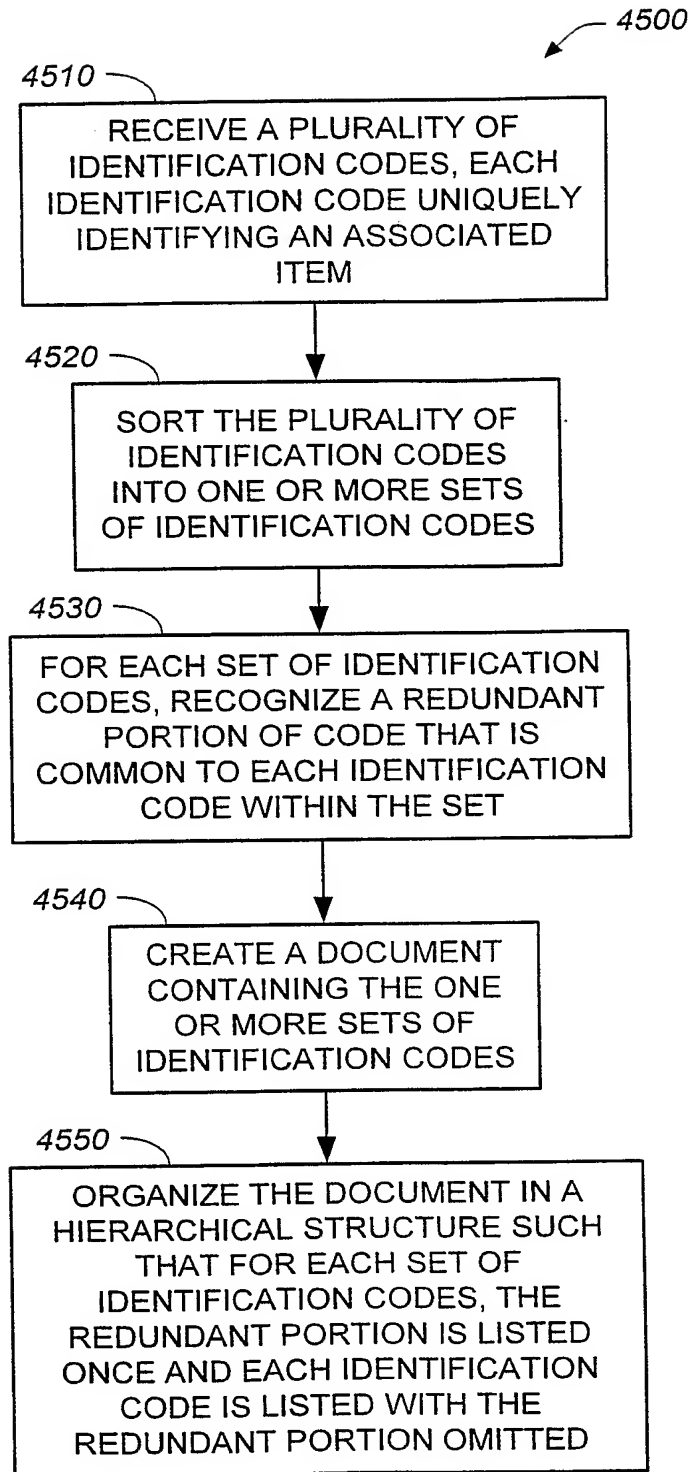 4500
4510
RECEIVE A PLURALITY OF
IDENTIFICATION CODES, EACH
IDENTIFICATION CODE UNIQUELY
IDENTIFYING AN ASSOCIATED
ITEM
4520
SORT THE PLURALITY OF
IDENTIFICATION CODES
INTO ONE OR MORE SETS
OF IDENTIFICATION CODES
4530
FOR EACH SET OF IDENTIFICATION
CODES, RECOGNIZE A REDUNDANT
PORTION OF CODE THAT IS
COMMON TO EACH IDENTIFICATION
CODE WITHIN THE SET
4540
CREATE A DOCUMENT
CONTAINING THE ONE
OR MORE SETS OF
IDENTIFICATION CODES
4550
ORGANIZE THE DOCUMENT IN A
HIERARCHICAL STRUCTURE SUCH
THAT FOR EACH SET OF
IDENTIFICATION CODES, THE
REDUNDANT PORTION IS LISTED
ONCE AND EACH IDENTIFICATION
CODE IS LISTED WITH THE
REDUNDANT PORTION OMITTED